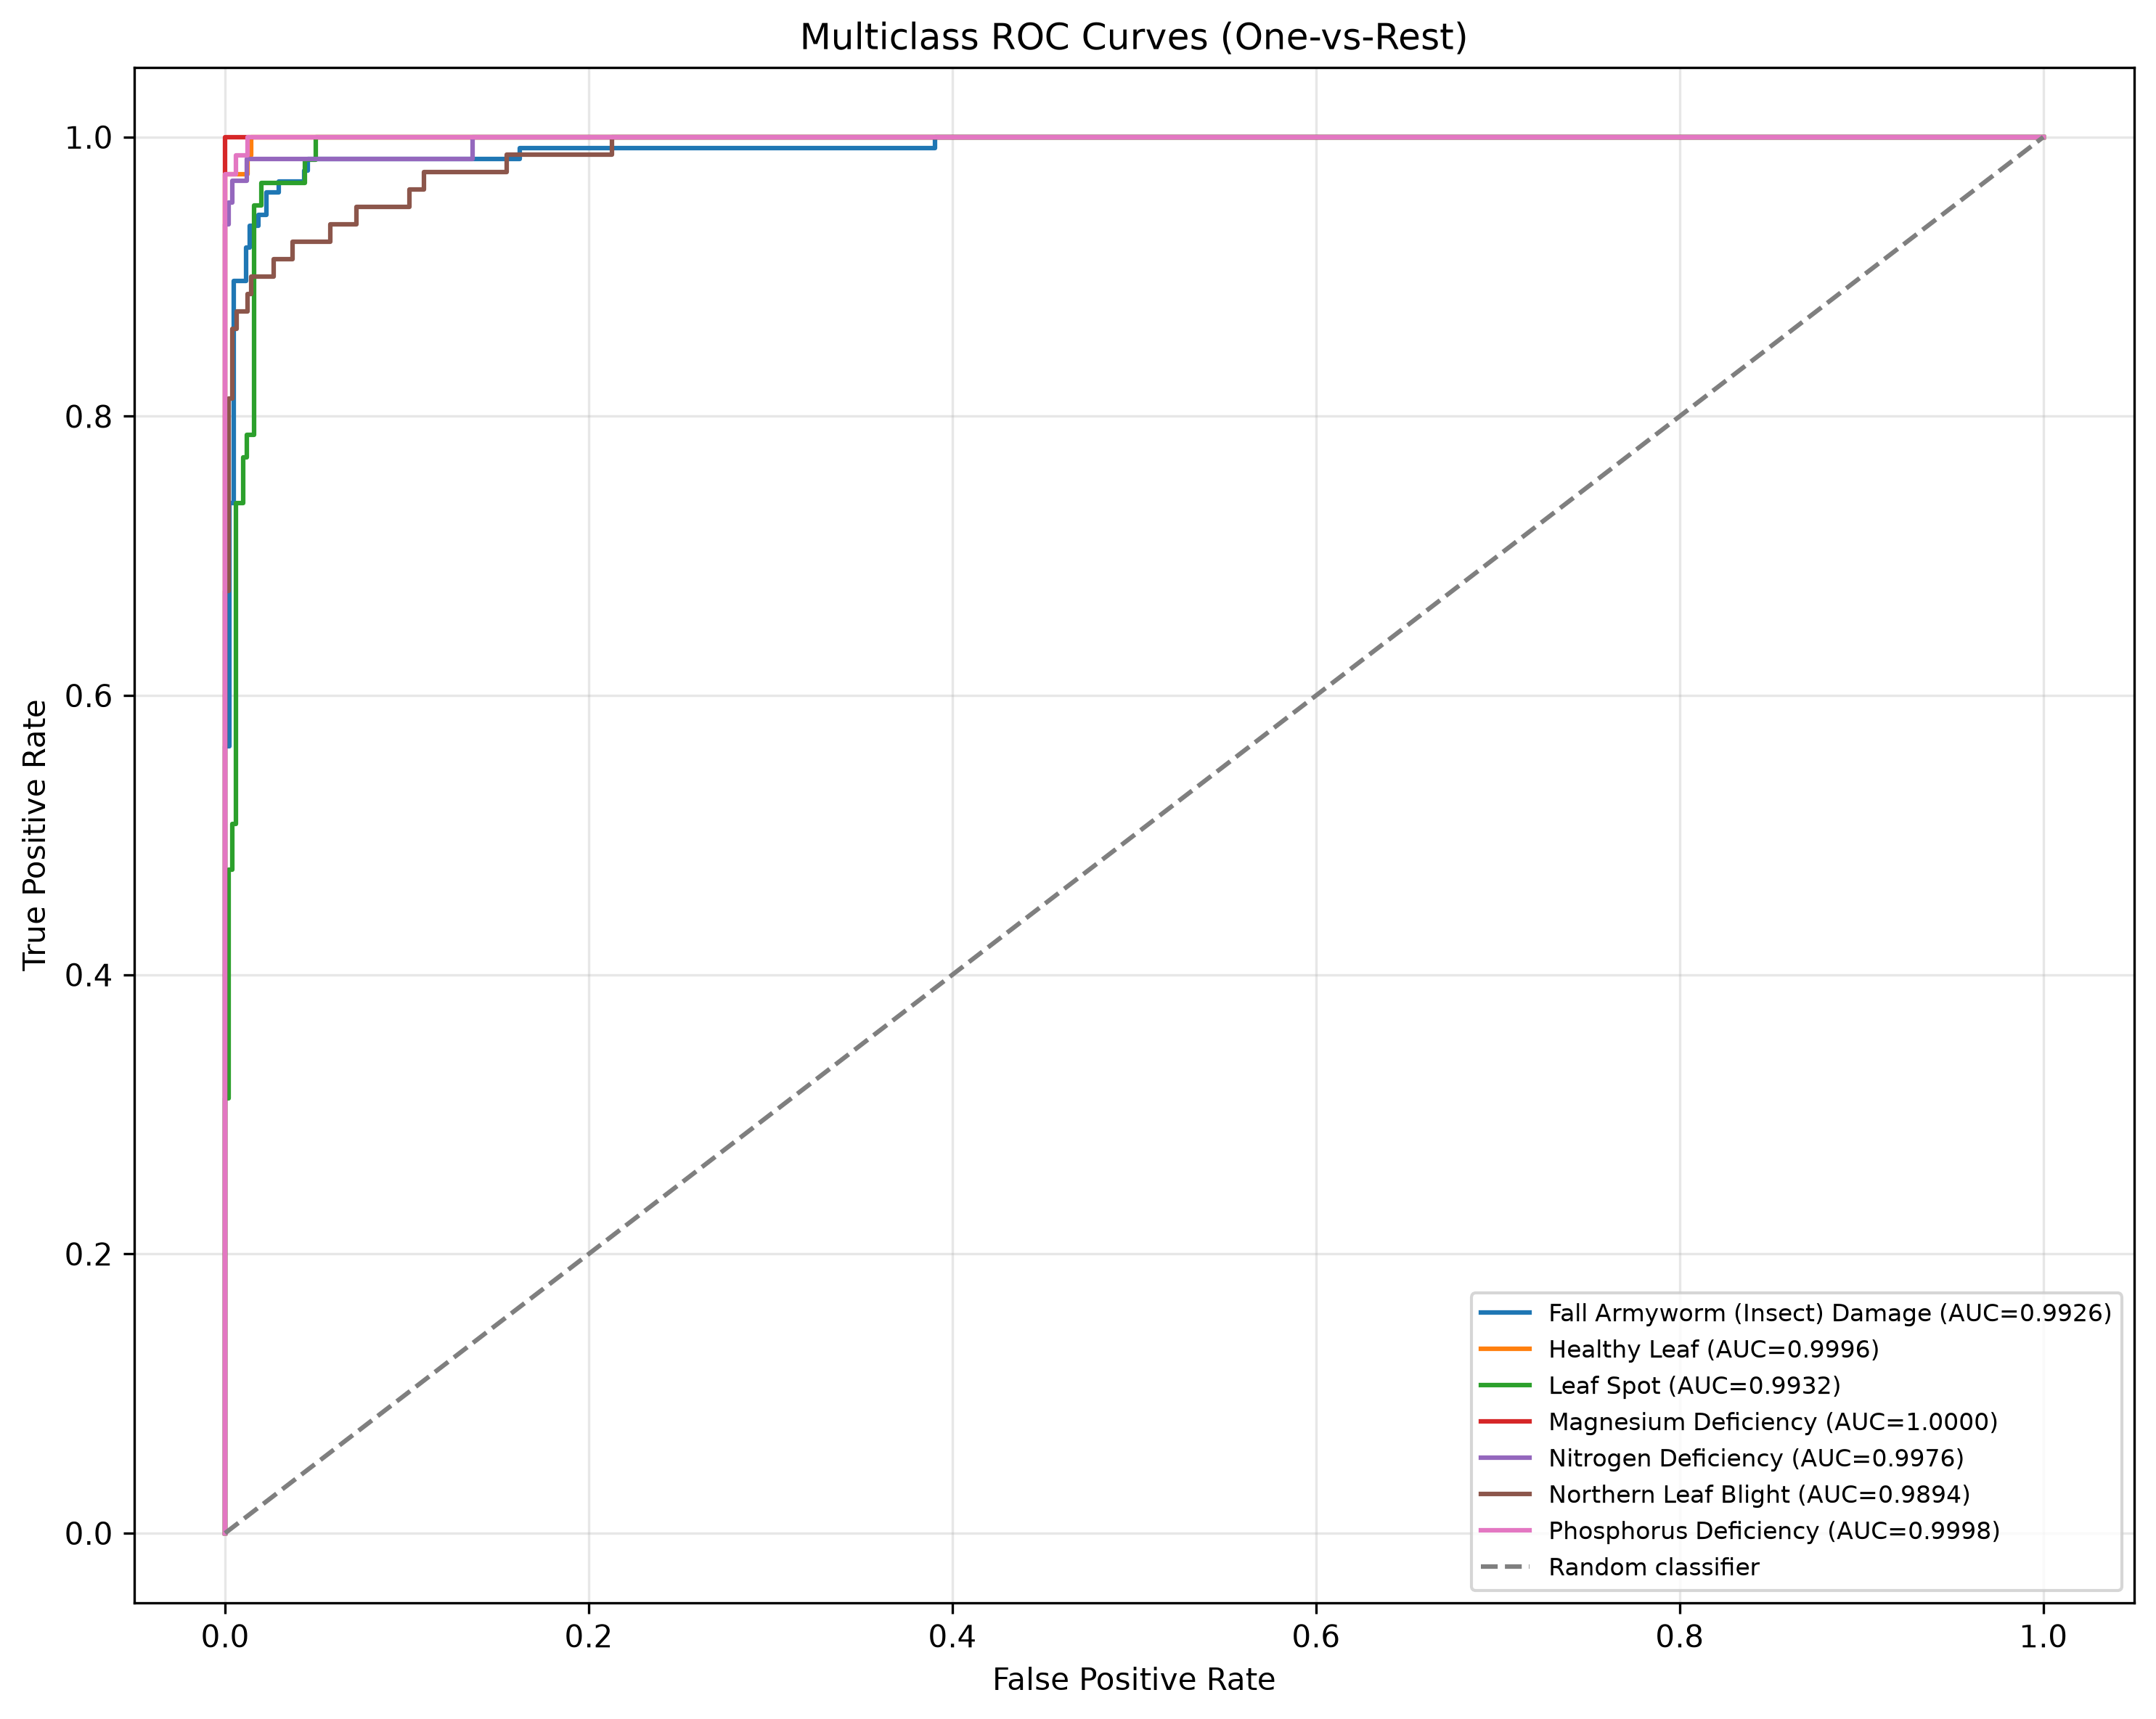 Multiclass ROC Curves (One-vs-Rest)
True Positive Rate
1.0
0.8
0.6
0.4
0.2
0.0
0.0 0.2 0.4 0.6 0.8 1.0
False Positive Rate
Fall Armyworm (Insect) Damage (AUC=0.9926)
Healthy Leaf (AUC=0.9996)
Leaf Spot (AUC=0.9932)
Magnesium Deficiency (AUC=1.0000)
Nitrogen Deficiency (AUC=0.9976)
Northern Leaf Blight (AUC=0.9894)
Phosphorus Deficiency (AUC=0.9998)
Random classifier